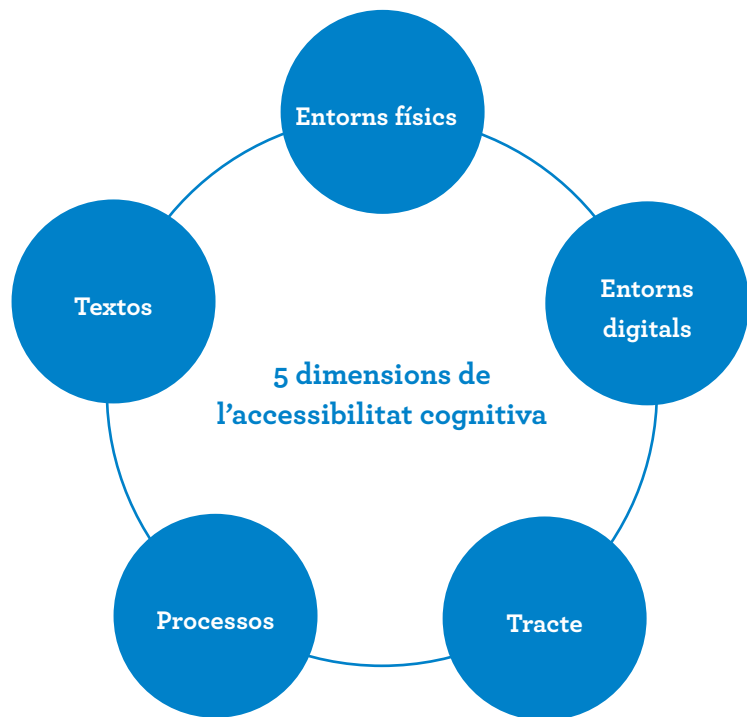 Entorns físics
Entorns
digitals
Textos
5 dimensions de
l’accessibilitat cognitiva
Processos
Tracte